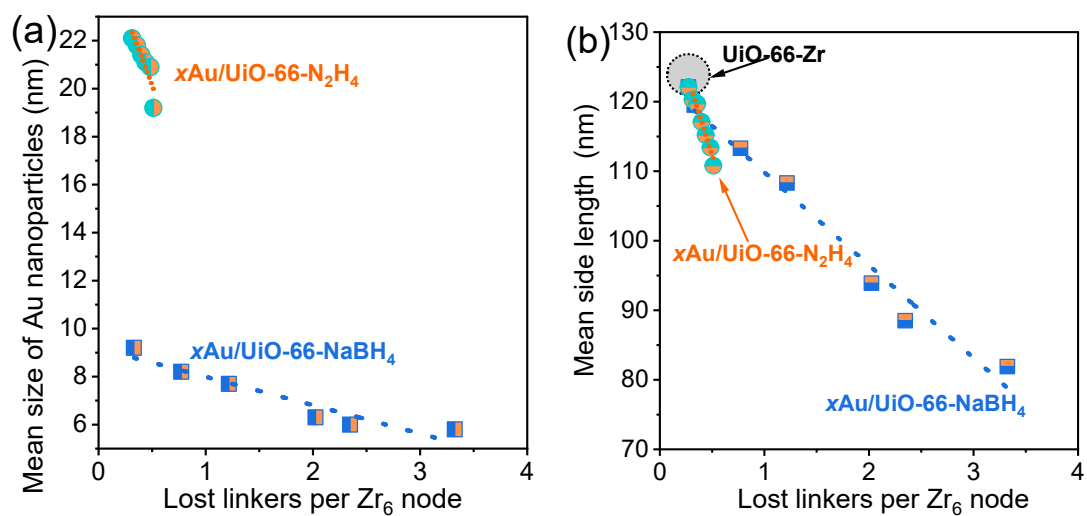 (a)
Mean size of Au nanoparticles (nm)
22
20
18
16
14
12
10
8
6
xAu/UiO-66-N₂H₄
xAu/UiO-66-NaBH₄
0 1 2 3 4
Lost linkers per Zr₆ node
(b)
Mean side length (nm)
130
120
110
100
90
80
70
UiO-66-Zr
xAu/UiO-66-N₂H₄
xAu/UiO-66-NaBH₄
0 1 2 3 4
Lost linkers per Zr₆ node